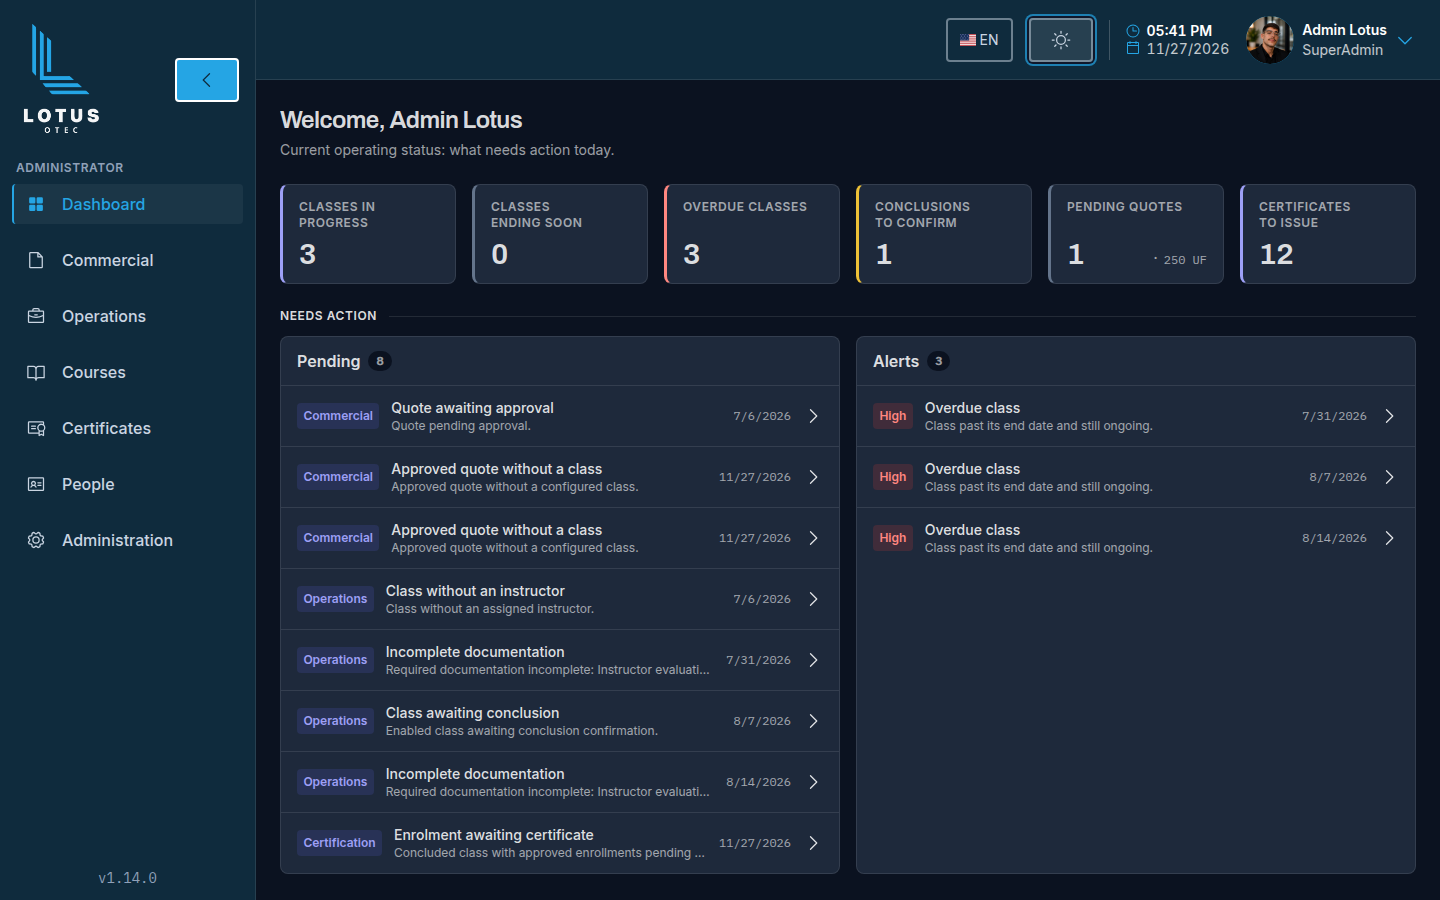 LOTUS
OTEC
EN
05:41 PM
11/27/2026
Admin Lotus
SuperAdmin
ADMINISTRATOR
Dashboard
Commercial
Operations
Courses
Certificates
People
Administration
v1.14.0
Welcome, Admin Lotus
Current operating status: what needs action today.
CLASSES IN
PROGRESS
3
CLASSES
ENDING SOON
0
OVERDUE CLASSES
3
CONCLUSIONS
TO CONFIRM
1
PENDING QUOTES
1
· 250 UF
CERTIFICATES
TO ISSUE
12
NEEDS ACTION
Pending 8
Commercial
Quote awaiting approval
Quote pending approval.
7/6/2026
Commercial
Approved quote without a class
Approved quote without a configured class.
11/27/2026
Commercial
Approved quote without a class
Approved quote without a configured class.
11/27/2026
Operations
Class without an instructor
Class without an assigned instructor.
7/6/2026
Operations
Incomplete documentation
Required documentation incomplete: Instructor evaluati...
7/31/2026
Operations
Class awaiting conclusion
Enabled class awaiting conclusion confirmation.
8/7/2026
Operations
Incomplete documentation
Required documentation incomplete: Instructor evaluati...
8/14/2026
Certification
Enrolment awaiting certificate
Concluded class with approved enrollments pending ...
11/27/2026
Alerts 3
High
Overdue class
Class past its end date and still ongoing.
7/31/2026
High
Overdue class
Class past its end date and still ongoing.
8/7/2026
High
Overdue class
Class past its end date and still ongoing.
8/14/2026